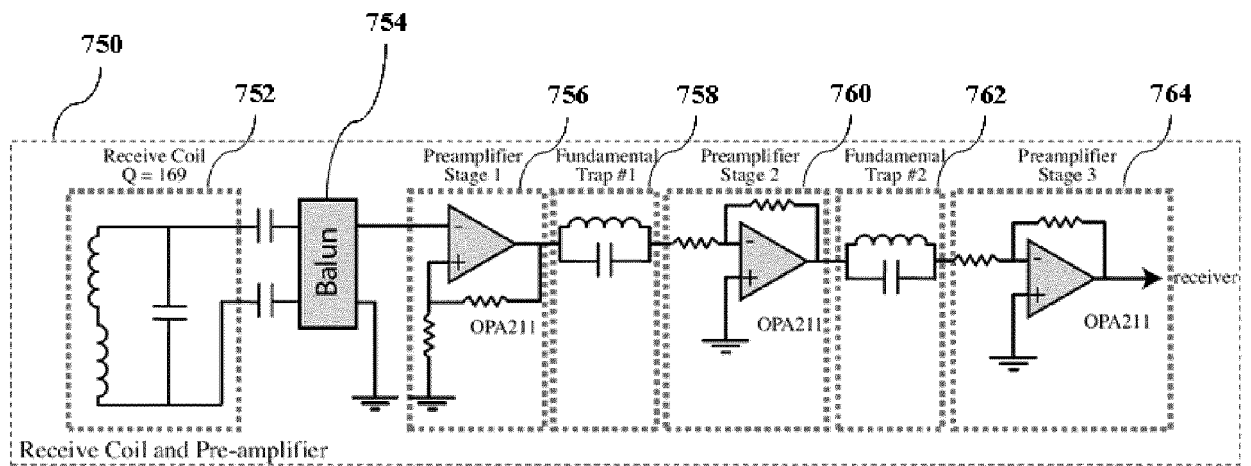 750
754
752
756
758
760
762
764
Receive Coil
Q = 169
Preamplifier
Stage 1
Fundamental
Trap #1
Preamplifier
Stage 2
Fundamental
Trap #2
Preamplifier
Stage 3
Balun
-
+
OPA211
-
+
OPA211
-
+
OPA211
receiver
Receive Coil and Pre-amplifier